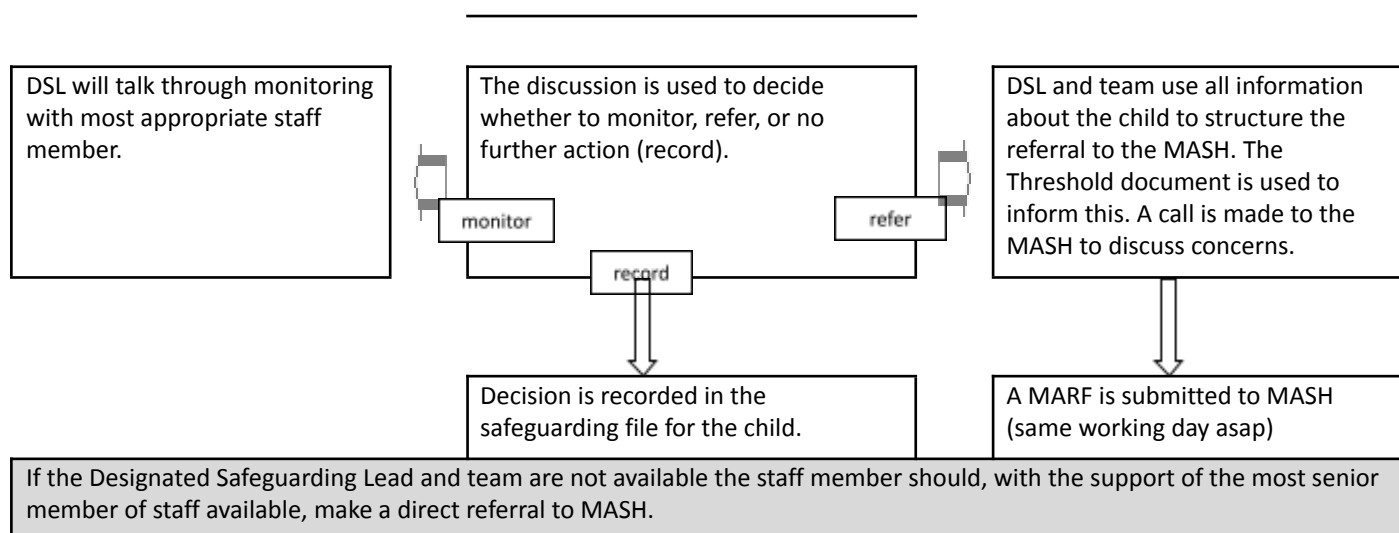 DSL will talk through monitoring
with most appropriate staff
member.
The discussion is used to decide
whether to monitor, refer, or no
further action (record).
monitor
refer
record
DSL and team use all information
about the child to structure the
referral to the MASH. The
Threshold document is used to
inform this. A call is made to the
MASH to discuss concerns.
Decision is recorded in the
safeguarding file for the child.
A MARF is submitted to MASH
(same working day asap)
If the Designated Safeguarding Lead and team are not available the staff member should, with the support of the most senior
member of staff available, make a direct referral to MASH.